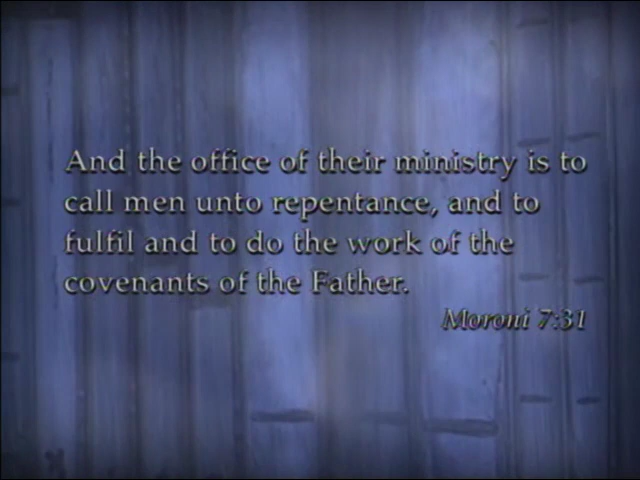 And the office of their ministry is to
call men unto repentance, and to
fulfil and to do the work of the
covenants of the Father.
Moroni 7:31